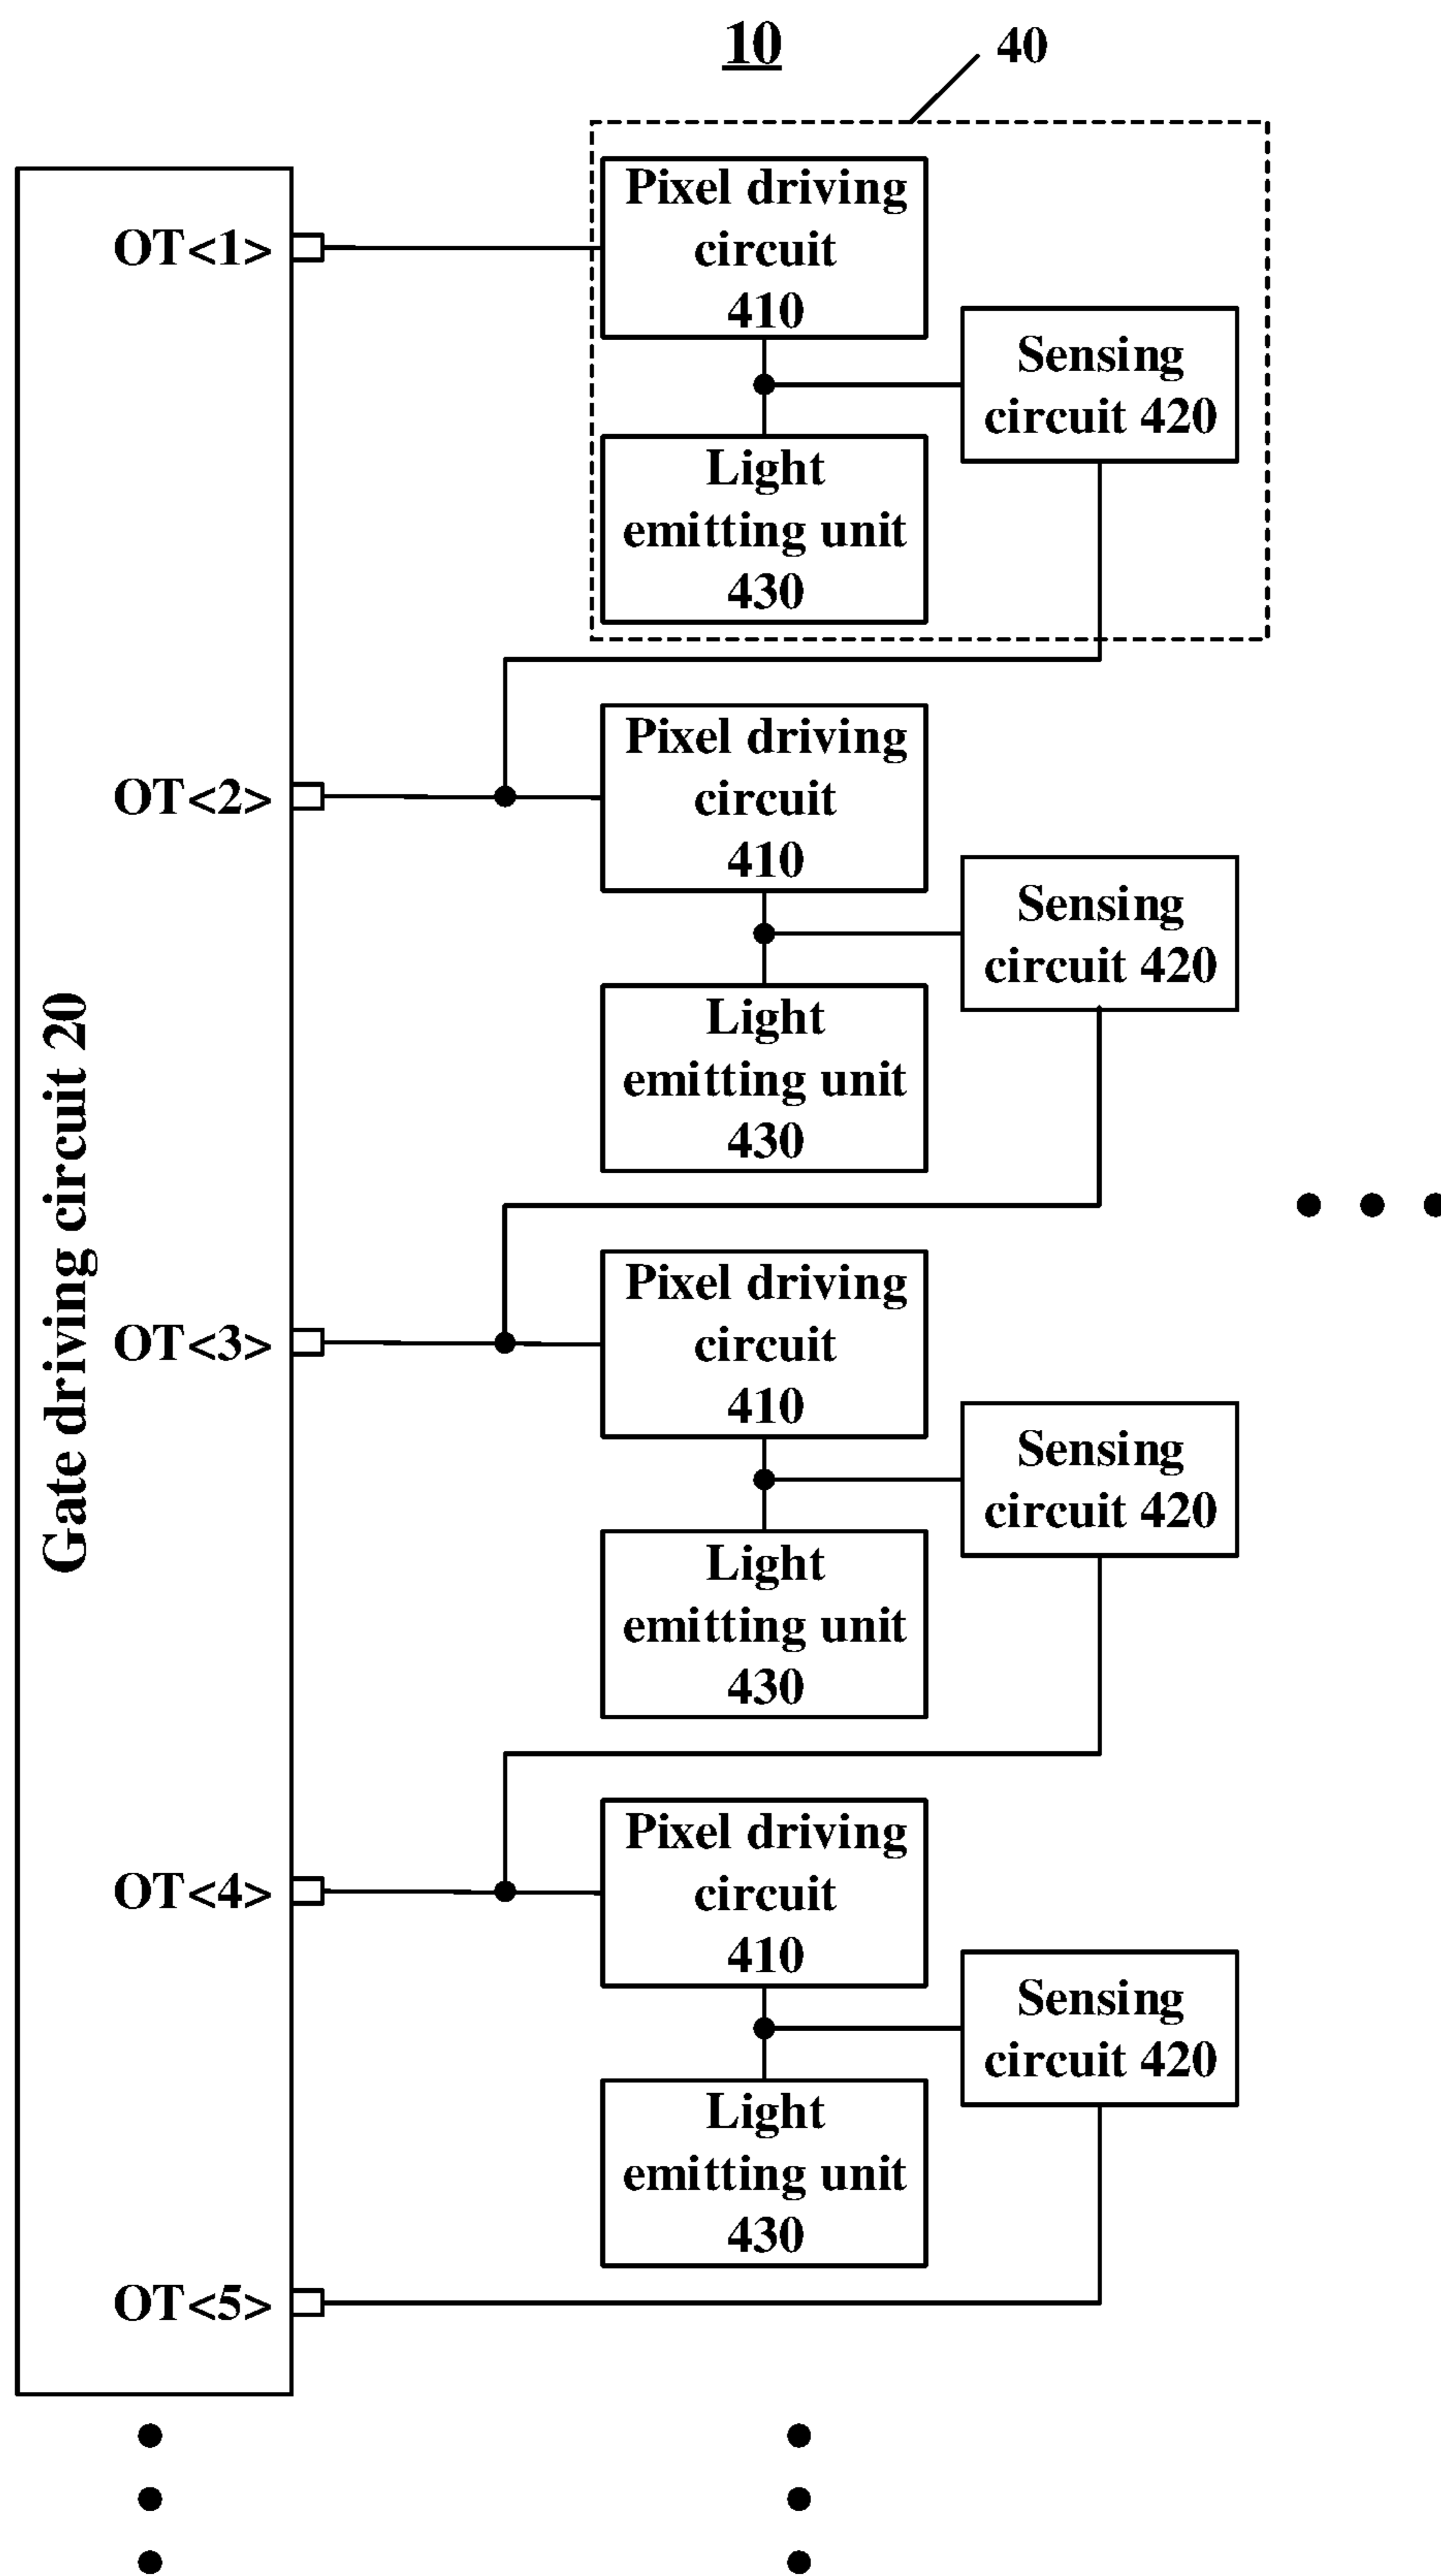 10
40
OT<1>
Pixel driving
circuit
410
Sensing
circuit 420
Light
emitting unit
430
OT<2>
Pixel driving
circuit
410
Sensing
circuit 420
Light
emitting unit
430
Gate driving circuit 20
OT<3>
Pixel driving
circuit
410
Sensing
circuit 420
Light
emitting unit
430
OT<4>
Pixel driving
circuit
410
Sensing
circuit 420
Light
emitting unit
430
OT<5>